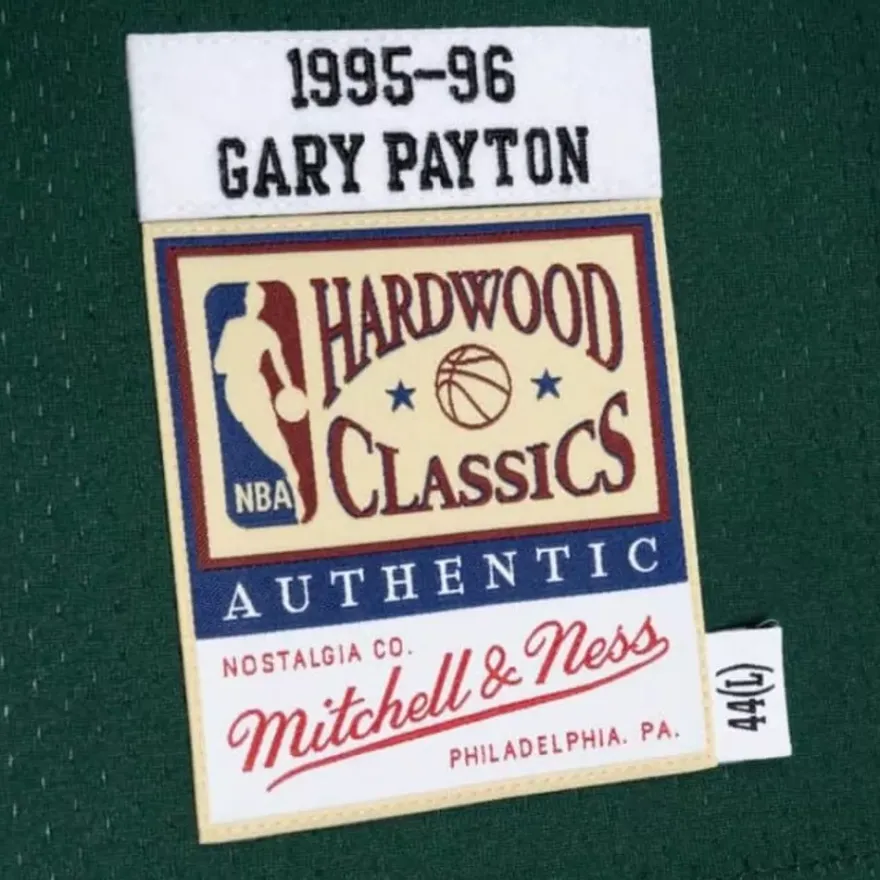 1995-96
GARY PAYTON
HARDWOOD
CLASSICS
NBA
AUTHENTIC
NOSTALGIA CO.
Mitchell & Ness
PHILADELPHIA. PA.
44(L)